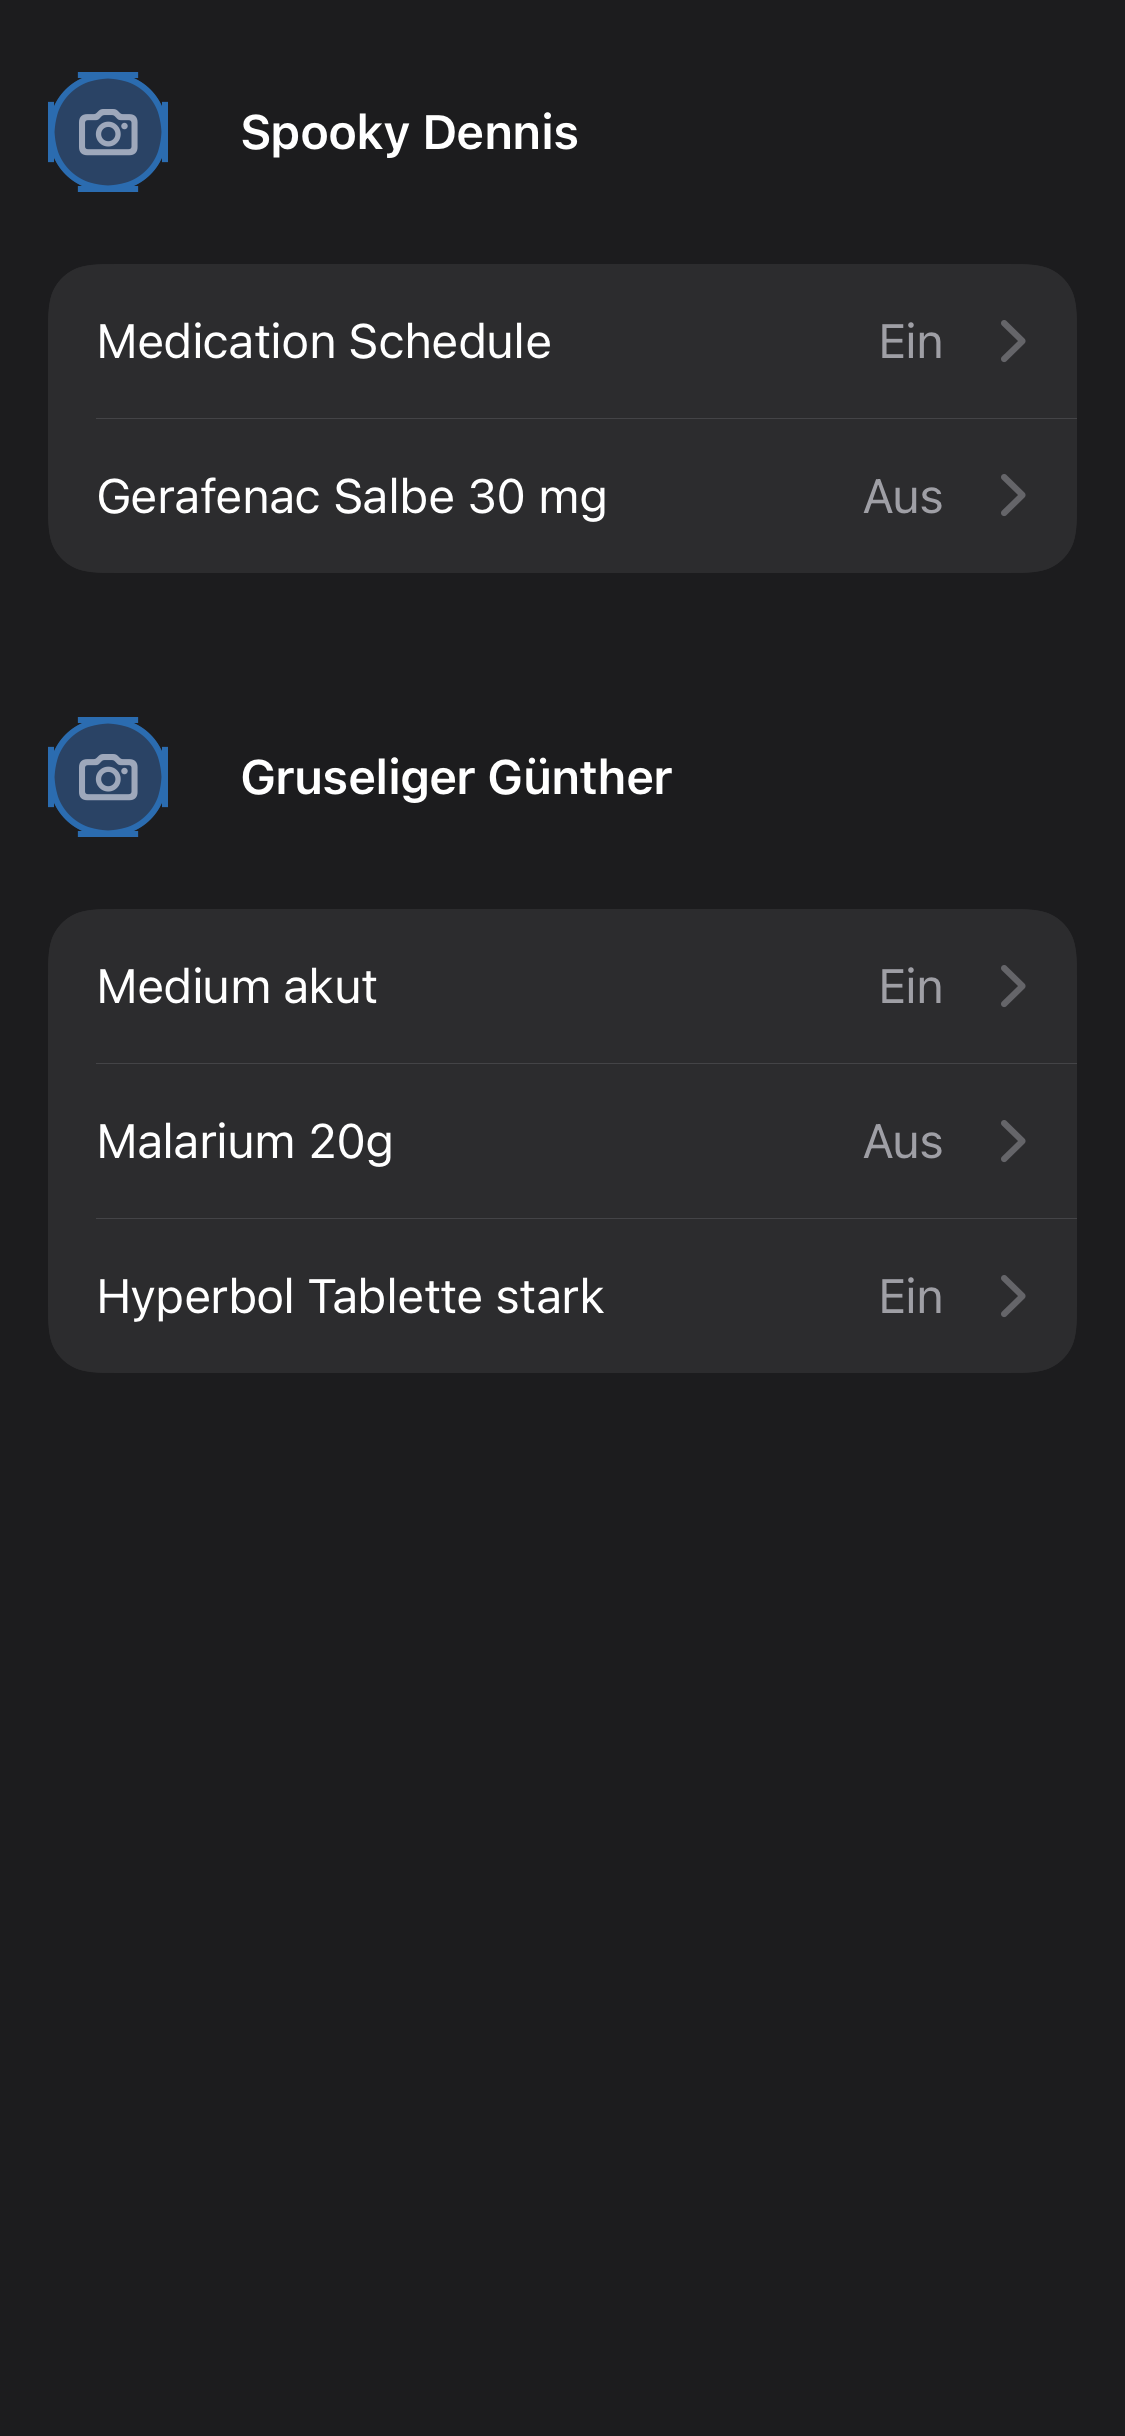 Spooky Dennis
Medication Schedule Ein
Gerafenac Salbe 30 mg Aus
Gruseliger Günther
Medium akut Ein
Malarium 20g Aus
Hyperbol Tablette stark Ein